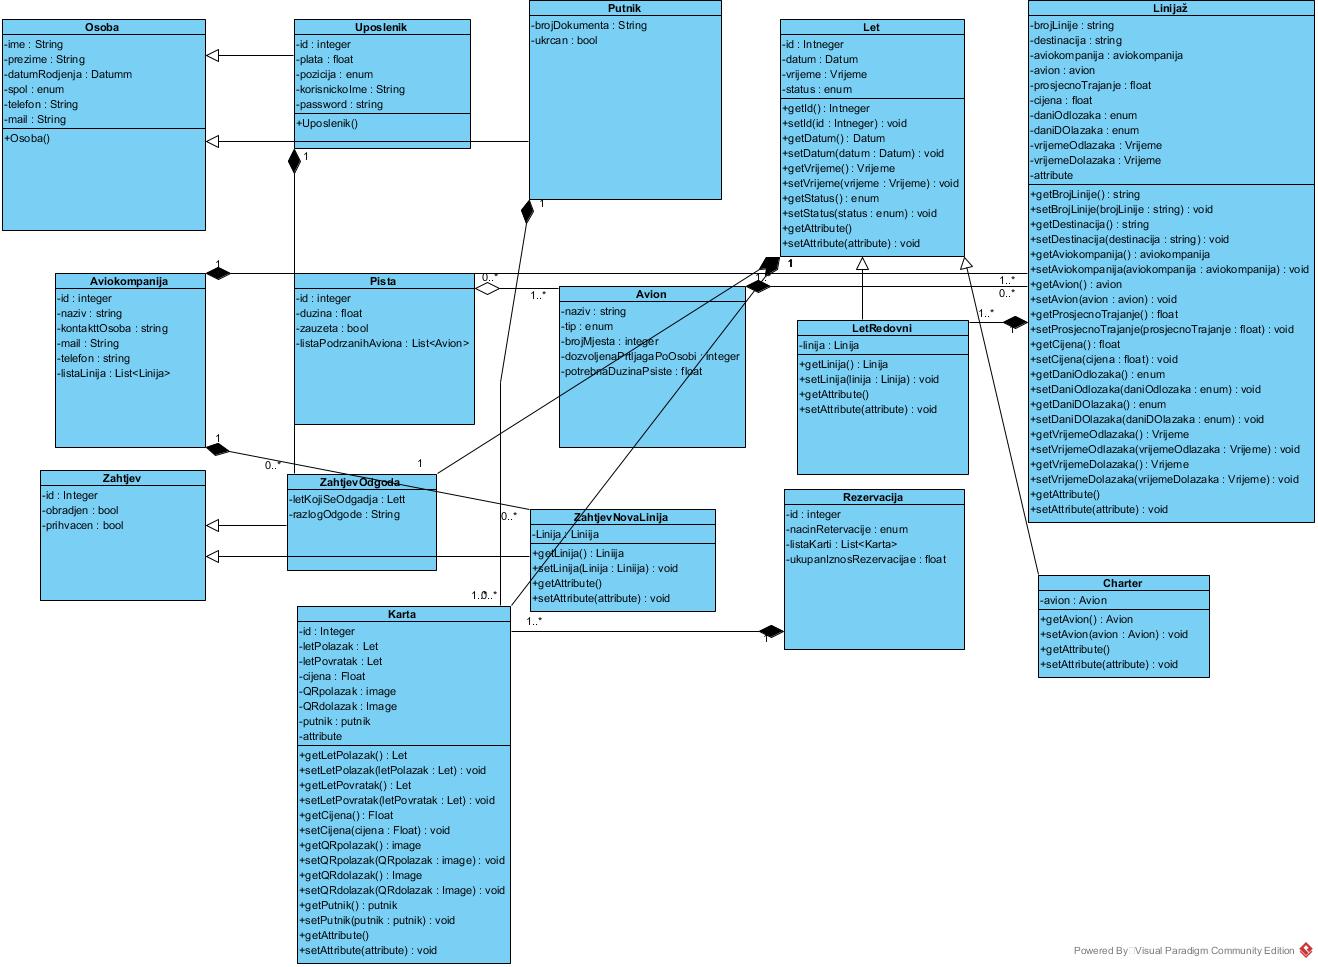 Osoba
-ime : String
-prezime : String
-datumRodjenja : Datumm
-spol : enum
-telefon : String
-mail : String
+Osoba()
Uposlenik
-id : integer
-plata : float
-pozicija : enum
-korisnickoIme : String
-password : string
+Uposlenik()
1
Putnik
-brojDokumenta : String
-ukrcan : bool
1
Let
-id : Intneger
-datum : Datum
-vrijeme : Vrijeme
-status : enum
+getId() : Intneger
+setId(id : Intneger) : void
+getDatum() : Datum
+setDatum(datum : Datum) : void
+getVrijeme() : Vrijeme
+setVrijeme(vrijeme : Vrijeme) : void
+getStatus() : enum
+setStatus(status : enum) : void
+getAttribute()
+setAttribute(attribute) : void
1
Linijaž
-brojLinije : string
-destinacija : string
-aviokompanija : aviokompanija
-avion : avion
-prosjecnoTrajanje : float
-cijena : float
-daniOdlozaka : enum
-daniDOlazaka : enum
-vrijemeOdlazaka : Vrijeme
-vrijemeDolazaka : Vrijeme
-attribute
+getBrojLinije() : string
+setBrojLinije(brojLinije : string) : void
+getDestinacija() : string
+setDestinacija(destinacija : string) : void
+getAviokompanija() : aviokompanija
+setAviokompanija(aviokompanija : aviokompanija) : void
+getAvion() : avion
+setAvion(avion : avion) : void
+getProsjecnoTrajanje() : float
+setProsjecnoTrajanje(prosjecnoTrajanje : float) : void
+getCijena() : float
+setCijena(cijena : float) : void
+getDaniOdlozaka() : enum
+setDaniOdlozaka(daniOdlozaka : enum) : void
+getDaniDOlazaka() : enum
+setDaniDOlazaka(daniDOlazaka : enum) : void
+getVrijemeOdlazaka() : Vrijeme
+setVrijemeOdlazaka(vrijemeOdlazaka : Vrijeme) : void
+getVrijemeDolazaka() : Vrijeme
+setVrijemeDolazaka(vrijemeDolazaka : Vrijeme) : void
+getAttribute()
+setAttribute(attribute) : void
1
Aviokompanija
-id : integer
-naziv : string
-kontakttOsoba : string
-mail : String
-telefon : string
-listaLinija : List<Linija>
1
Pista
-id : integer
-duzina : float
-zauzeta : bool
-listaPodrzanihAviona : List<Avion>
0..*
1..*
Avion
-naziv : string
-tip : enum
-brojMjesta : integer
-dozvoljenaPrtljagaPoOsobi : integer
-potrebnaDuzinaPsiste : float
1
1..*
0..*
LetRedovni
-linija : Linija
+getLinija() : Linija
+setLinija(linija : Linija) : void
+getAttribute()
+setAttribute(attribute) : void
1..*
1
Zahtjev
-id : Integer
-obradjen : bool
-prihvacen : bool
0..*
1
ZahtjevOdgoda
-letKojiSeOdgadja : Lett
-razlogOdgode : String
0..*
ZahtjevNovaLinija
-Linija : Liniija
+getLinija() : Liniija
+setLinija(Linija : Liniija) : void
+getAttribute()
+setAttribute(attribute) : void
Rezervacija
-id : integer
-nacinRetervacije : enum
-listaKarti : List<Karta>
-ukupanIznosRezervacijae : float
1..*
1
Charter
-avion : Avion
+getAvion() : Avion
+setAvion(avion : Avion) : void
+getAttribute()
+setAttribute(attribute) : void
0..*
Karta
-id : Integer
-letPolazak : Let
-letPovratak : Let
-cijena : Float
-QRpolazak : image
-QRdolazak : Image
-putnik : putnik
-attribute
+getLetPolazak() : Let
+setLetPolazak(letPolazak : Let) : void
+getLetPovratak() : Let
+setLetPovratak(letPovratak : Let) : void
+getCijena() : Float
+setCijena(cijena : Float) : void
+getQRpolazak() : image
+setQRpolazak(QRpolazak : image) : void
+getQRdolazak() : Image
+setQRdolazak(QRdolazak : Image) : void
+getPutnik() : putnik
+setPutnik(putnik : putnik) : void
+getAttribute()
+setAttribute(attribute) : void
Powered By Visual Paradigm Community Edition